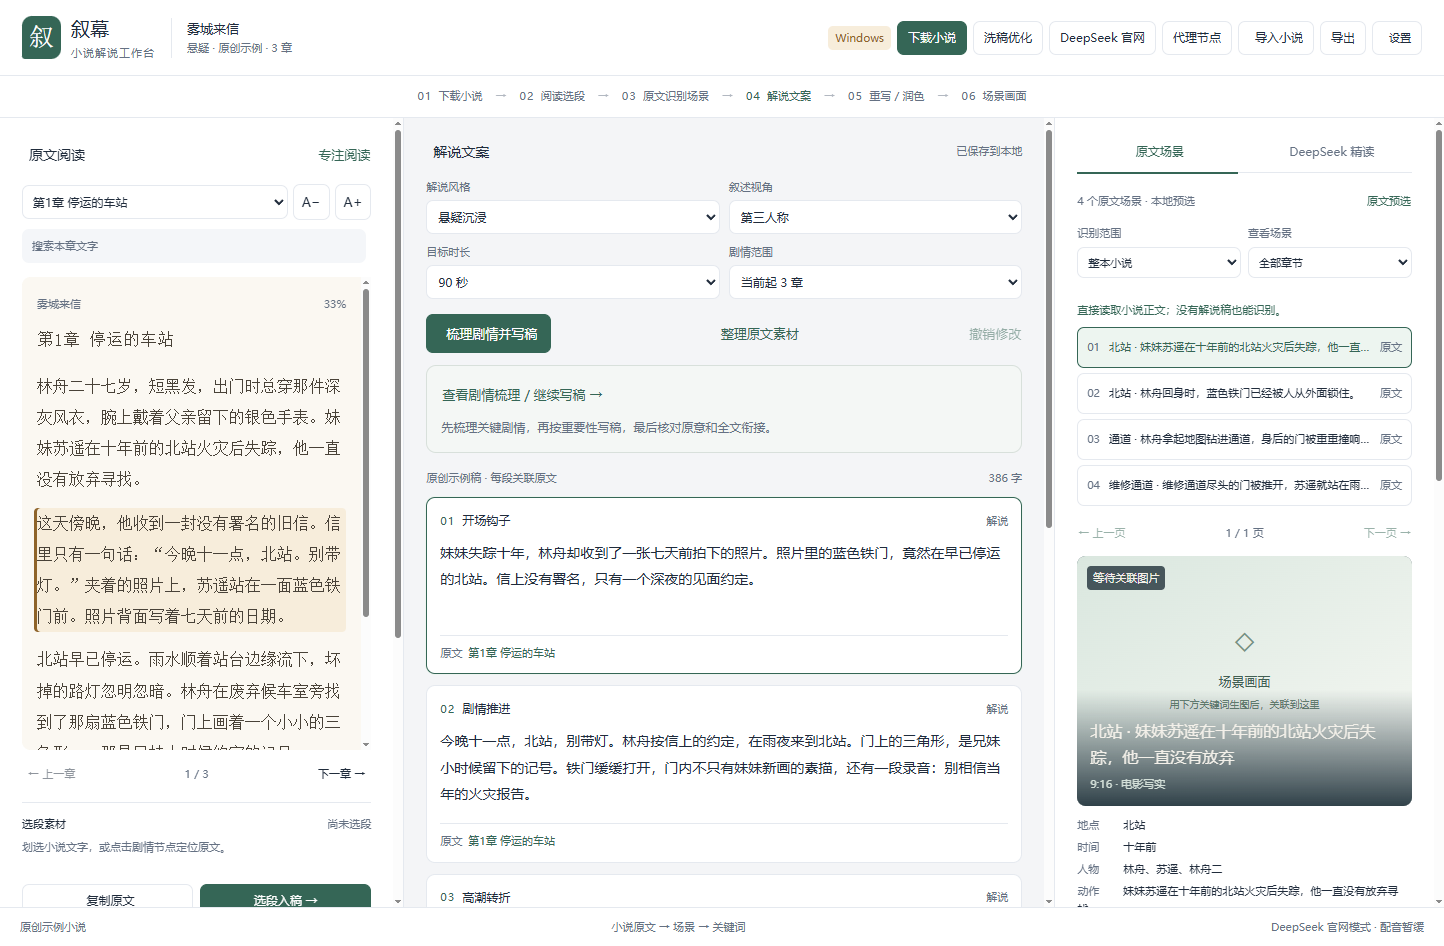 叙 叙幕
小说解说工作台
雾城来信
悬疑 · 原创示例 · 3 章
Windows 下载小说 洗稿优化 DeepSeek 官网 代理节点 导入小说 导出 设置
01 下载小说 → 02 阅读选段 → 03 原文识别场景 → 04 解说文案 → 05 重写 / 润色 → 06 场景画面
原文阅读 专注阅读
第1章 停运的车站 A− A+
搜索本章文字
雾城来信 33%
第1章 停运的车站
林舟二十七岁，短黑发，出门时总穿那件深
灰风衣，腕上戴着父亲留下的银色手表。妹
妹苏遥在十年前的北站火灾后失踪，他一直
没有放弃寻找。
这天傍晚，他收到一封没有署名的旧信。信
里只有一句话：“今晚十一点，北站。别带
灯。”夹着的照片上，苏遥站在一面蓝色铁
门前。照片背面写着七天前的日期。
北站早已停运。雨水顺着站台边缘流下，坏
掉的路灯忽明忽暗。林舟在废弃候车室旁找
到了那扇蓝色铁门，门上画着一个小小的三
← 上一章 1 / 3 下一章 →
选段素材 尚未选段
划选小说文字，或点击剧情节点定位原文。
复制原文 选段入稿 →
解说文案 已保存到本地
解说风格 叙述视角
悬疑沉浸 第三人称
目标时长 剧情范围
90 秒 当前起 3 章
梳理剧情并写稿 整理原文素材 撤销修改
查看剧情梳理 / 继续写稿 →
先梳理关键剧情，再按重要性写稿，最后核对原意和全文衔接。
原创示例稿 · 每段关联原文 386 字
01 开场钩子 解说
妹妹失踪十年，林舟却收到了一张七天前拍下的照片。照片里的蓝色铁门，竟然在早已停运
的北站。信上没有署名，只有一个深夜的见面约定。
原文 第1章 停运的车站
02 剧情推进 解说
今晚十一点，北站，别带灯。林舟按信上的约定，在雨夜来到北站。门上的三角形，是兄妹
小时候留下的记号。铁门缓缓打开，门内不只有妹妹新画的素描，还有一段录音：别相信当
年的火灾报告。
原文 第1章 停运的车站
03 高潮转折 解说
原文场景 DeepSeek 精读
4 个原文场景 · 本地预选 原文预选
识别范围 查看场景
整本小说 全部章节
直接读取小说正文；没有解说稿也能识别。
01 北站 · 妹妹苏遥在十年前的北站火灾后失踪，他一直... 原文
02 北站 · 林舟回身时，蓝色铁门已经被人从外面锁住。 原文
03 通道 · 林舟拿起地图钻进通道，身后的门被重重撞响... 原文
04 维修通道 · 维修通道尽头的门被推开，苏遥就站在雨... 原文
← 上一页 1 / 1 页 下一页 →
等待关联图片
◇
场景画面
用下方关键词生图后，关联到这里
北站 · 妹妹苏遥在十年前的北站火灾后失
踪，他一直没有放弃
9:16 · 电影写实
地点 北站
时间 十年前
人物 林舟、苏遥、林舟二
动作 妹妹苏遥在十年前的北站火灾后失踪，他一直没有放弃寻
原创示例小说 小说原文 → 场景 → 关键词 DeepSeek 官网模式 · 配音暂缓